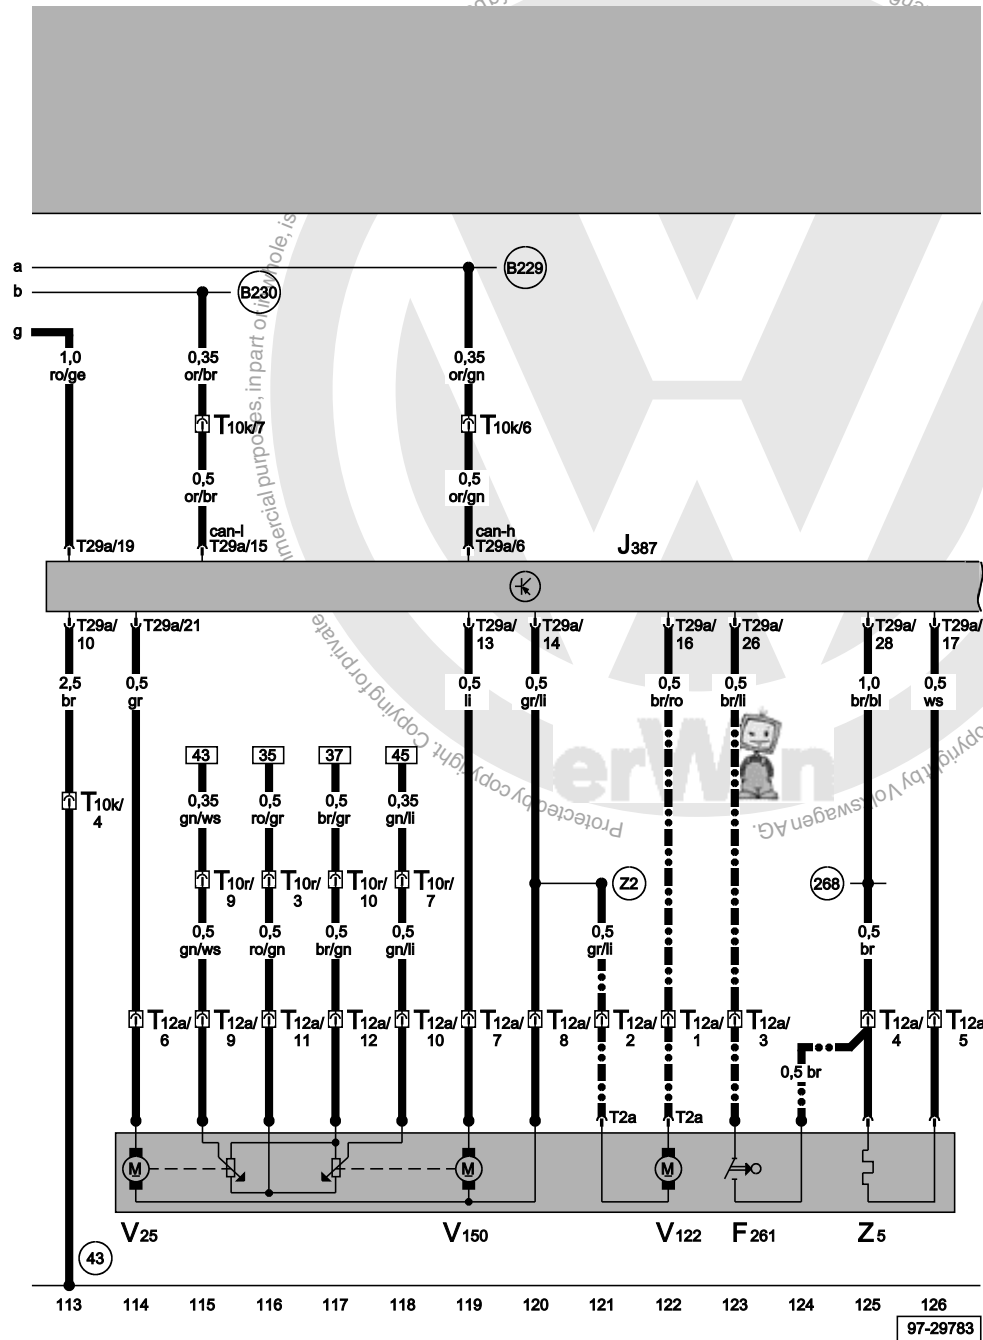 a
B229
b
B230
g
1,0
ro/ge
0,35
or/br
0,35
or/gn
T10k/7
T10k/6
0,5
or/br
0,5
or/gn
T29a/19
can-l
T29a/15
can-h
T29a/6
J387
T29a/
10
T29a/21
T29a/
13
T29a/
14
T29a/
16
T29a/
26
T29a/
28
T29a/
17
2,5
br
0,5
gr
0,5
li
0,5
gr/li
0,5
br/ro
0,5
br/li
1,0
br/bl
0,5
ws
43
35
37
45
T10k/
4
0,35
gn/ws
0,5
ro/gr
0,5
br/gr
0,35
gn/li
erWin
Protected by copyright. Copying for private
mercial purposes, in part or in whole, is
opyright by Volkswagen AG.
T10r/
9
T10r/
3
T10r/
10
T10r/
7
Z2
268
0,5
gn/ws
0,5
ro/gn
0,5
br/gn
0,5
gn/li
0,5
gr/li
0,5
br
T12a/
6
T12a/
9
T12a/
11
T12a/
12
T12a/
10
T12a/
7
T12a/
8
T12a/
2
T12a/
1
T12a/
3
T12a/
4
T12a
5
0,5 br
T2a
T2a
M
M
M
V25
V150
V122
F261
Z5
43
113 114 115 116 117 118 119 120 121 122 123 124 125 126
97-29783